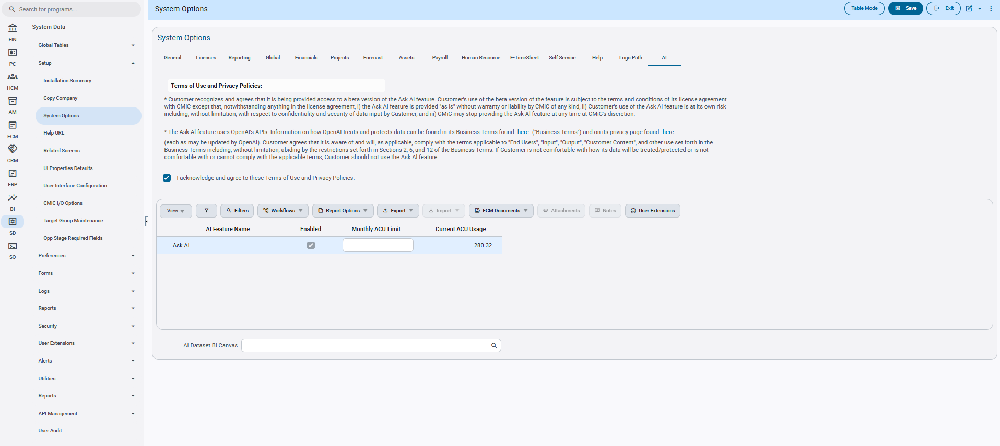 Search for programs...
FIN
PC
HCM
AM
ECM
CRM
ERP
BI
SD
SO
System Data
Global Tables
Setup
Installation Summary
Copy Company
System Options
Help URL
Related Screens
UI Properties Defaults
User Interface Configuration
CMiC I/O Options
Target Group Maintenance
Opp Stage Required Fields
Preferences
Forms
Logs
Reports
Security
User Extensions
Alerts
Utilities
Reports
API Management
User Audit
System Options
Table Mode Save Exit
System Options
General Licenses Reporting Global Financials Projects Forecast Assets Payroll Human Resource E-TimeSheet Self Service Help Logo Path AI
Terms of Use and Privacy Policies:
* Customer recognizes and agrees that it is being provided access to a beta version of the Ask AI feature. Customer's use of the beta version of the feature is subject to the terms and conditions of its license agreement
with CMiC except that, notwithstanding anything in the license agreement, i) the Ask AI feature is provided "as is" without warranty or liability by CMiC of any kind, ii) Customer's use of the Ask AI feature is at its own risk
including, without limitation, with respect to confidentiality and security of data input by Customer, and iii) CMiC may stop providing the Ask AI feature at any time at CMiC's discretion.
* The Ask AI feature uses OpenAI's APIs. Information on how OpenAI treats and protects data can be found in its Business Terms found here ("Business Terms") and on its privacy page found here
(each as may be updated by OpenAI). Customer agrees that it is aware of and will, as applicable, comply with the terms applicable to "End Users", "Input", "Output", "Customer Content", and other use set forth in the
Business Terms including, without limitation, abiding by the restrictions set forth in Sections 2, 6, and 12 of the Business Terms. If Customer is not comfortable with how its data will be treated/protected or is not
comfortable with or cannot comply with the applicable terms, Customer should not use the Ask AI feature.
I acknowledge and agree to these Terms of Use and Privacy Policies.
View Filters Workflows Report Options Export Import ECM Documents Attachments Notes User Extensions
AI Feature Name Enabled Monthly ACU Limit Current ACU Usage
Ask AI 280.32
AI Dataset BI Canvas